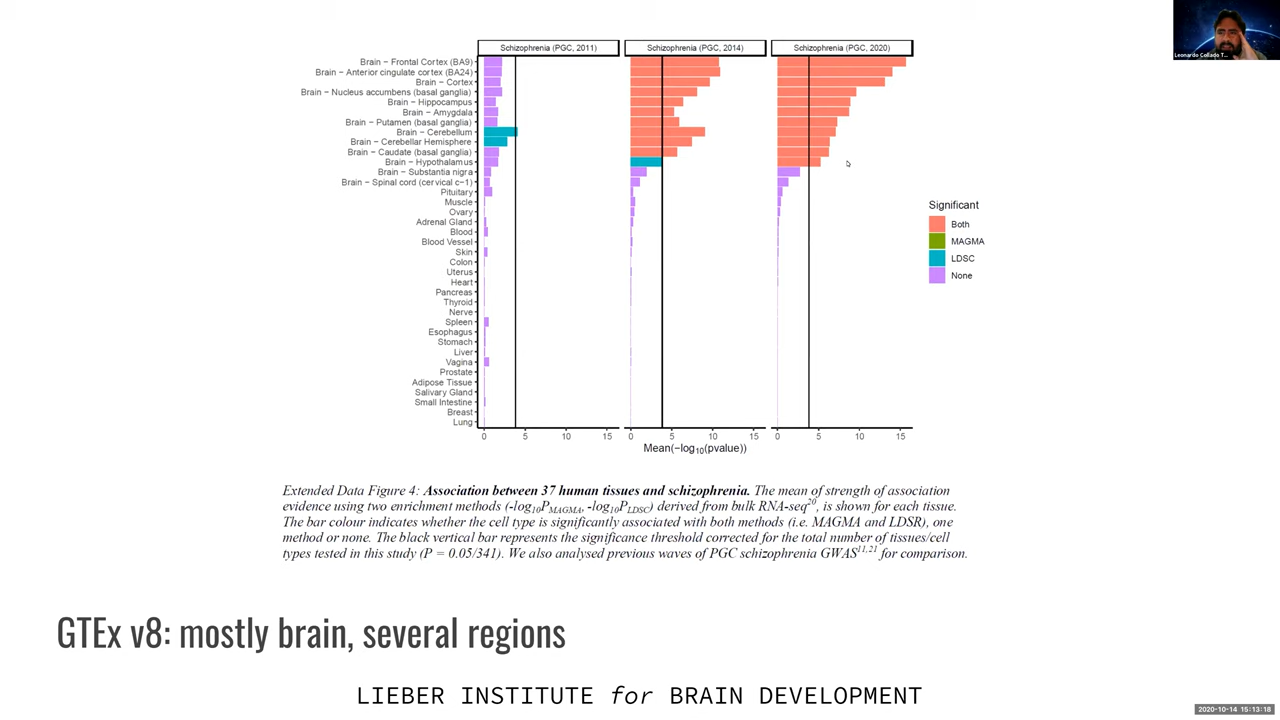 Schizophrenia (PGC, 2011)
Schizophrenia (PGC, 2014)
Schizophrenia (PGC, 2020)
Leonardo Collado T...
Brain − Frontal Cortex (BA9)
Brain − Anterior cingulate cortex (BA24)
Brain − Cortex
Brain − Nucleus accumbens (basal ganglia)
Brain − Hippocampus
Brain − Amygdala
Brain − Putamen (basal ganglia)
Brain − Cerebellum
Brain − Cerebellar Hemisphere
Brain − Caudate (basal ganglia)
Brain − Hypothalamus
Brain − Substantia nigra
Brain − Spinal cord (cervical c−1)
Pituitary
Muscle
Ovary
Adrenal Gland
Blood
Blood Vessel
Skin
Colon
Uterus
Heart
Pancreas
Thyroid
Nerve
Spleen
Esophagus
Stomach
Liver
Vagina
Prostate
Adipose Tissue
Salivary Gland
Small Intestine
Breast
Lung
0 5 10 15
0 5 10 15
0 5 10 15
Mean(−log10(pvalue))
Significant
Both
MAGMA
LDSC
None
Extended Data Figure 4: Association between 37 human tissues and schizophrenia. The mean of strength of association
evidence using two enrichment methods (-log10PMAGMA, -log10PLDSC) derived from bulk RNA-seq20, is shown for each tissue.
The bar colour indicates whether the cell type is significantly associated with both methods (i.e. MAGMA and LDSR), one
method or none. The black vertical bar represents the significance threshold corrected for the total number of tissues/cell
types tested in this study (P = 0.05/341). We also analysed previous waves of PGC schizophrenia GWAS11,21 for comparison.
GTEx v8: mostly brain, several regions
LIEBER INSTITUTE for BRAIN DEVELOPMENT
2020-10-14 15:13:18